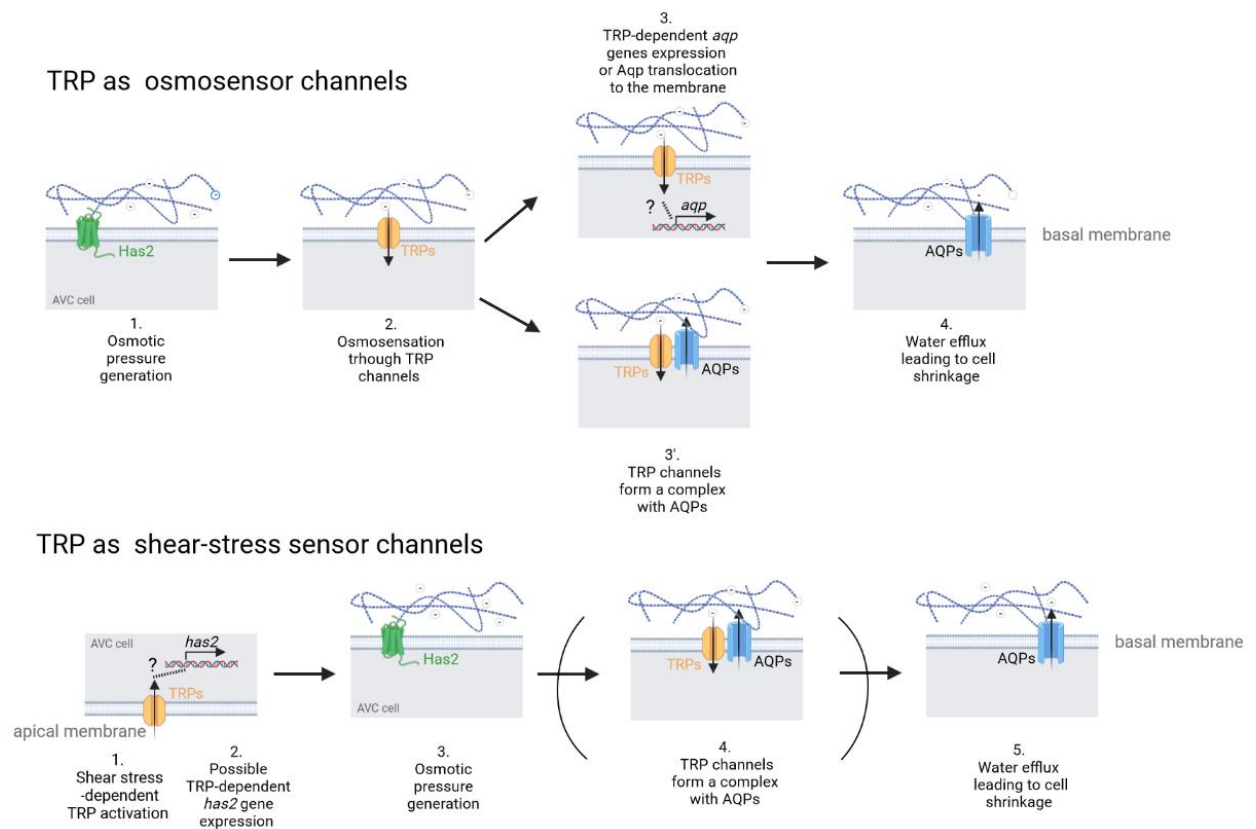 TRP as osmosensor channels
Has2
AVC cell
1.
Osmotic
pressure
generation
TRPs
2.
Osmosensation
trhough TRP
channels
3.
TRP-dependent aqp
genes expression
or Aqp translocation
to the membrane
TRPs
?
aqp
TRPs
AQPs
3'.
TRP channels
form a complex
with AQPs
AQPs
basal membrane
4.
Water efflux
leading to cell
shrinkage
TRP as shear-stress sensor channels
AVC cell
has2
?
TRPs
apical membrane
1.
Shear stress
-dependent
TRP activation
2.
Possible
TRP-dependent
has2 gene
expression
Has2
AVC cell
3.
Osmotic
pressure
generation
TRPs
AQPs
4.
TRP channels
form a complex
with AQPs
AQPs
basal membrane
5.
Water efflux
leading to cell
shrinkage